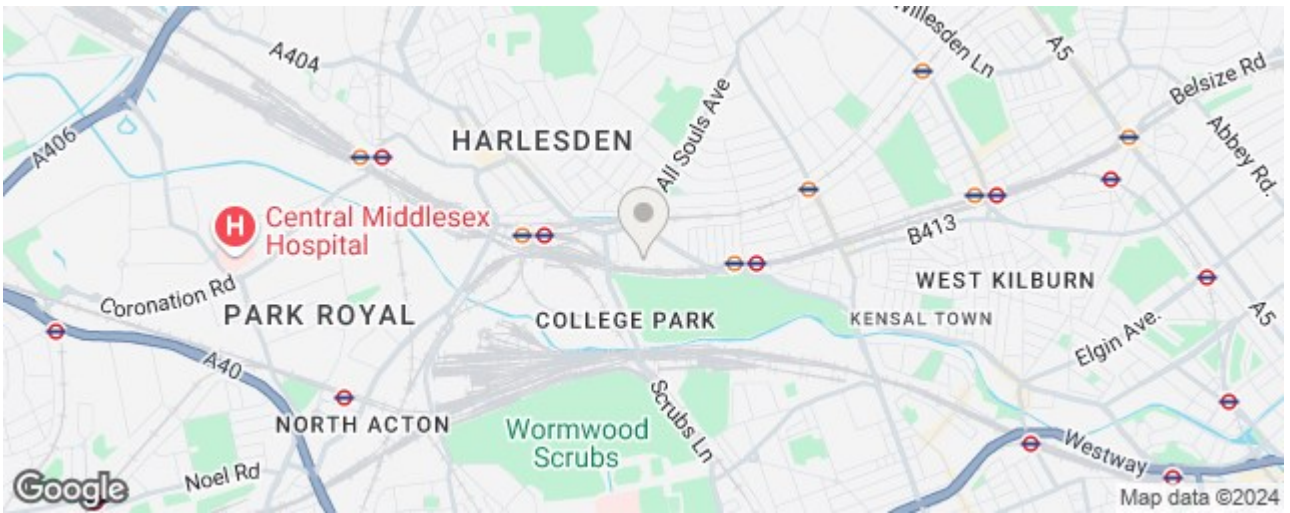 Willesden Ln
A5
A404
Belsize Rd
All Souls Ave
HARLESDEN
A406
Abbey Rd.
H
Central Middlesex
Hospital
B413
WEST KILBURN
Coronation Rd
PARK ROYAL
COLLEGE PARK
KENSAL TOWN
A5
Elgin Ave.
A40
NORTH ACTON
Scrubs Ln
Wormwood
Scrubs
Westway
Noel Rd
Google
Map data ©2024